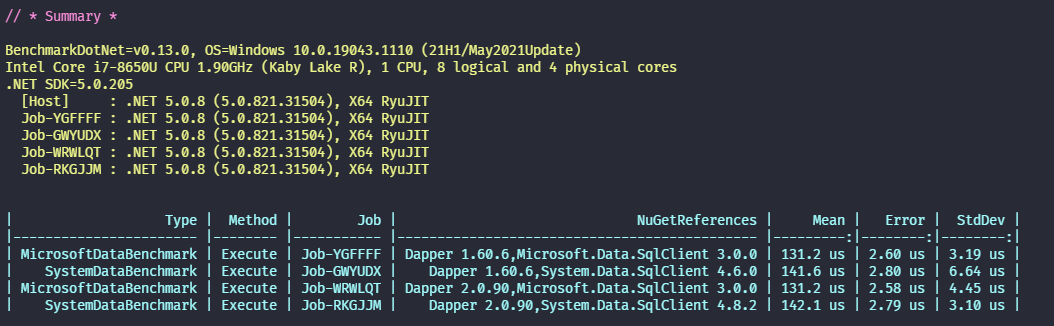 // * Summary *
BenchmarkDotNet=v0.13.0, OS=Windows 10.0.19043.1110 (21H1/May2021Update)
Intel Core i7-8650U CPU 1.90GHz (Kaby Lake R), 1 CPU, 8 logical and 4 physical cores
.NET SDK=5.0.205
  [Host]     : .NET 5.0.8 (5.0.821.31504), X64 RyuJIT
  Job-YGFFFF : .NET 5.0.8 (5.0.821.31504), X64 RyuJIT
  Job-GWYUDX : .NET 5.0.8 (5.0.821.31504), X64 RyuJIT
  Job-WRWLQT : .NET 5.0.8 (5.0.821.31504), X64 RyuJIT
  Job-RKGJJM : .NET 5.0.8 (5.0.821.31504), X64 RyuJIT
|                   Type |  Method |        Job |                              NuGetReferences |     Mean |   Error |  StdDev |
|----------------------- |-------- |----------- |--------------------------------------------- |---------:|--------:|--------:|
| MicrosoftDataBenchmark | Execute | Job-YGFFFF | Dapper 1.60.6,Microsoft.Data.SqlClient 3.0.0 | 131.2 us | 2.60 us | 3.19 us |
|    SystemDataBenchmark | Execute | Job-GWYUDX |    Dapper 1.60.6,System.Data.SqlClient 4.6.0 | 141.6 us | 2.80 us | 6.64 us |
| MicrosoftDataBenchmark | Execute | Job-WRWLQT | Dapper 2.0.90,Microsoft.Data.SqlClient 3.0.0 | 131.2 us | 2.58 us | 4.45 us |
|    SystemDataBenchmark | Execute | Job-RKGJJM |    Dapper 2.0.90,System.Data.SqlClient 4.8.2 | 142.1 us | 2.79 us | 3.10 us |